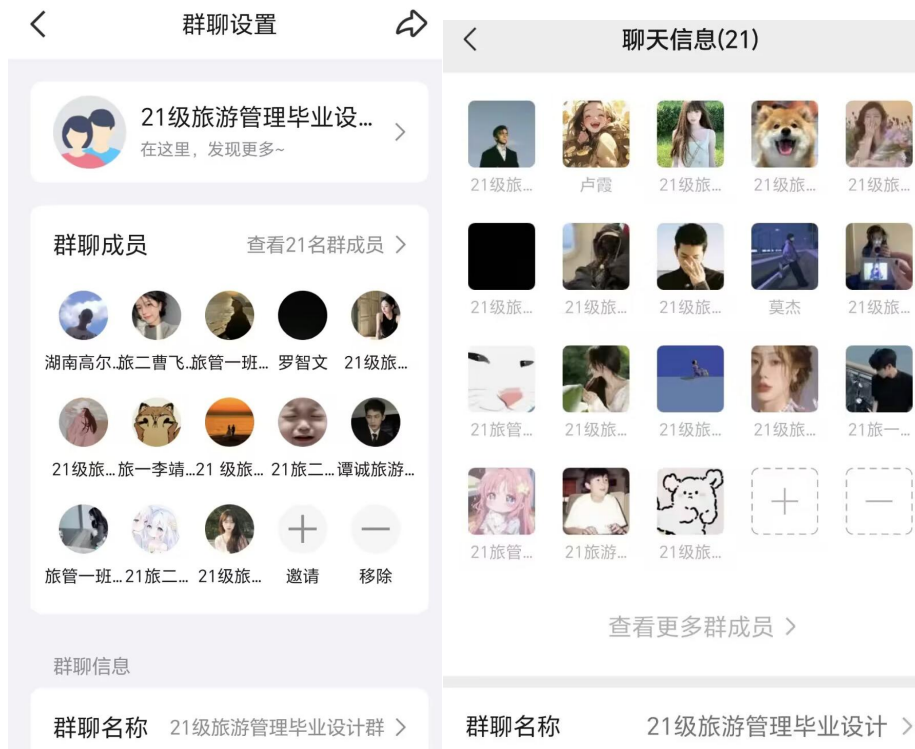 群聊设置
21级旅游管理毕业设...
在这里，发现更多~
群聊成员 查看21名群成员
湖南高尔... 旅二曹飞... 旅管一班... 罗智文 21级旅...
21级旅... 旅一李靖... 21 级旅... 21旅二... 谭诚旅游...
旅管一班... 21旅二... 21级旅... 邀请 移除
群聊信息
群聊名称 21级旅游管理毕业设计群
聊天信息(21)
21级旅... 卢霞 21级旅... 21级旅... 21级旅...
21级旅... 21级旅... 21级旅... 莫杰 21级旅...
21旅管... 21级旅... 21级旅... 21级旅... 21旅一...
21旅管... 21旅游... 21级旅...
查看更多群成员
群聊名称 21级旅游管理毕业设计